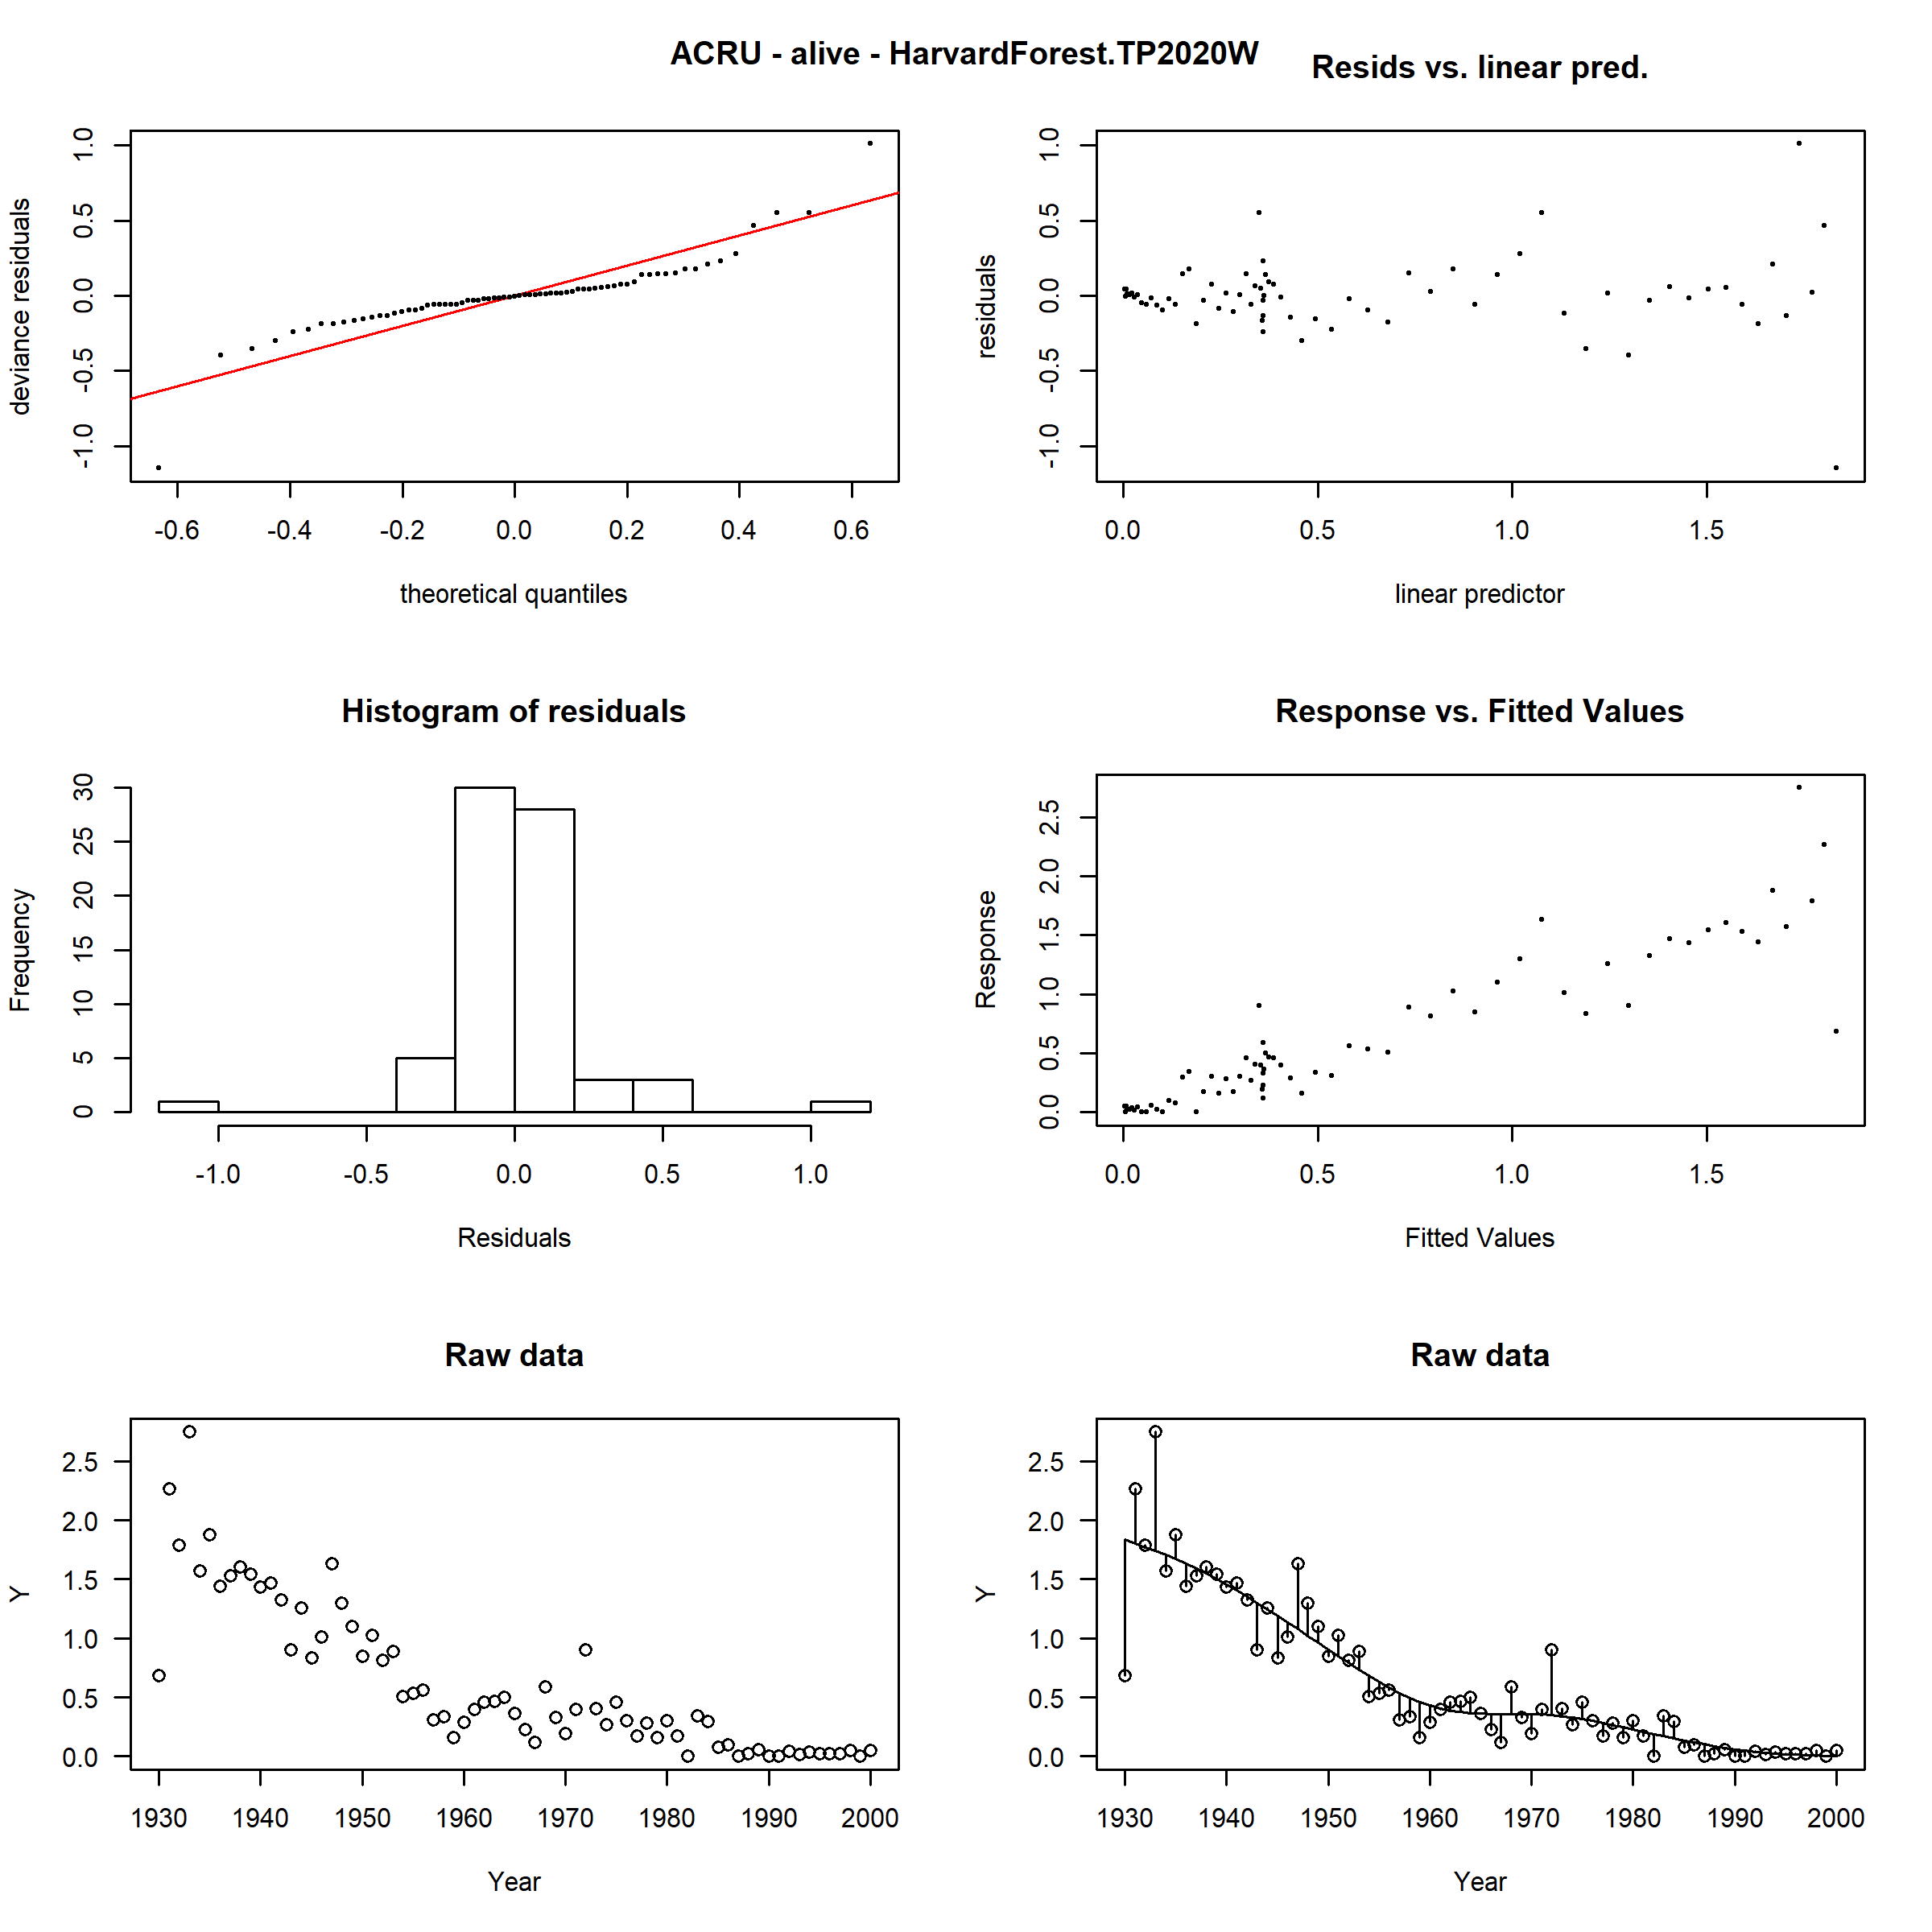 ACRU - alive - HarvardForest.TP2020W
Resids vs. linear pred.
deviance residuals
-1.0 -0.5 0.0 0.5 1.0
-0.6 -0.4 -0.2 0.0 0.2 0.4 0.6
theoretical quantiles
residuals
-1.0 -0.5 0.0 0.5 1.0
0.0 0.5 1.0 1.5
linear predictor
Histogram of residuals
Frequency
0 5 10 15 20 25 30
-1.0 -0.5 0.0 0.5 1.0
Residuals
Response vs. Fitted Values
Response
0.0 0.5 1.0 1.5 2.0 2.5
0.0 0.5 1.0 1.5
Fitted Values
Raw data
Y
2.5
2.0
1.5
1.0
0.5
0.0
1930 1940 1950 1960 1970 1980 1990 2000
Year
Raw data
Y
2.5
2.0
1.5
1.0
0.5
0.0
1930 1940 1950 1960 1970 1980 1990 2000
Year